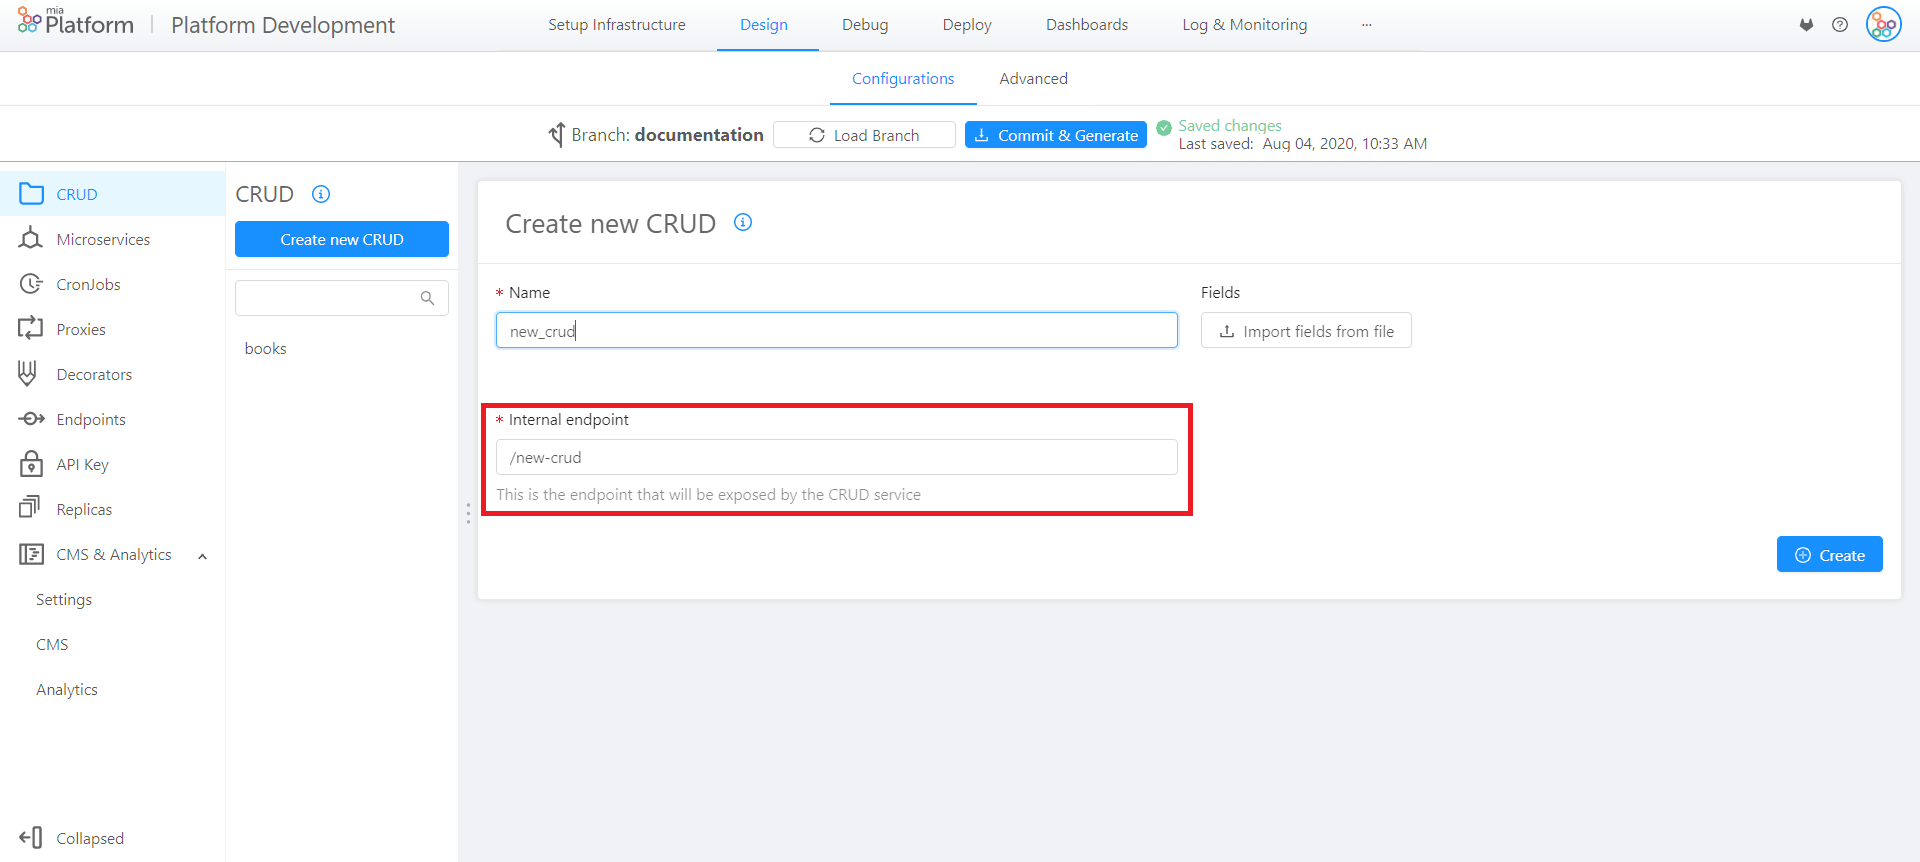 mia
Platform
Platform Development
Setup Infrastructure
Design
Debug
Deploy
Dashboards
Log & Monitoring
...
Configurations
Advanced
Branch: documentation
Load Branch
Commit & Generate
Saved changes
Last saved: Aug 04, 2020, 10:33 AM
CRUD
Microservices
CronJobs
Proxies
Decorators
Endpoints
API Key
Replicas
CMS & Analytics
Settings
CMS
Analytics
Collapsed
CRUD
Create new CRUD
books
Create new CRUD
* Name
new_crud
Fields
Import fields from file
* Internal endpoint
/new-crud
This is the endpoint that will be exposed by the CRUD service
Create